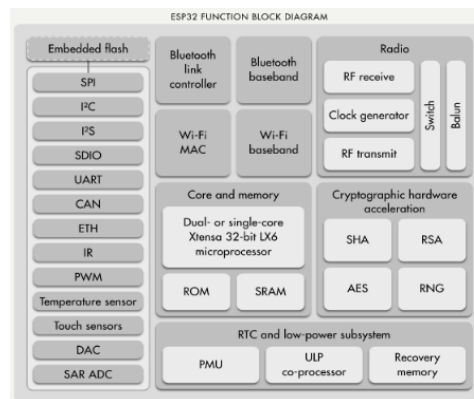 ESP32 FUNCTION BLOCK DIAGRAM
Embedded flash
SPI
I²C
I²S
SDIO
UART
CAN
ETH
IR
PWM
Temperature sensor
Touch sensors
DAC
SAR ADC
Bluetooth
link
controller
Bluetooth
baseband
Wi-Fi
MAC
Wi-Fi
baseband
Radio
RF receive
Clock generator
RF transmit
Switch
Balun
Core and memory
Dual- or single-core
Xtensa 32-bit LX6
microprocessor
ROM
SRAM
Cryptographic hardware
acceleration
SHA
RSA
AES
RNG
RTC and low-power subsystem
PMU
ULP
co-processor
Recovery
memory